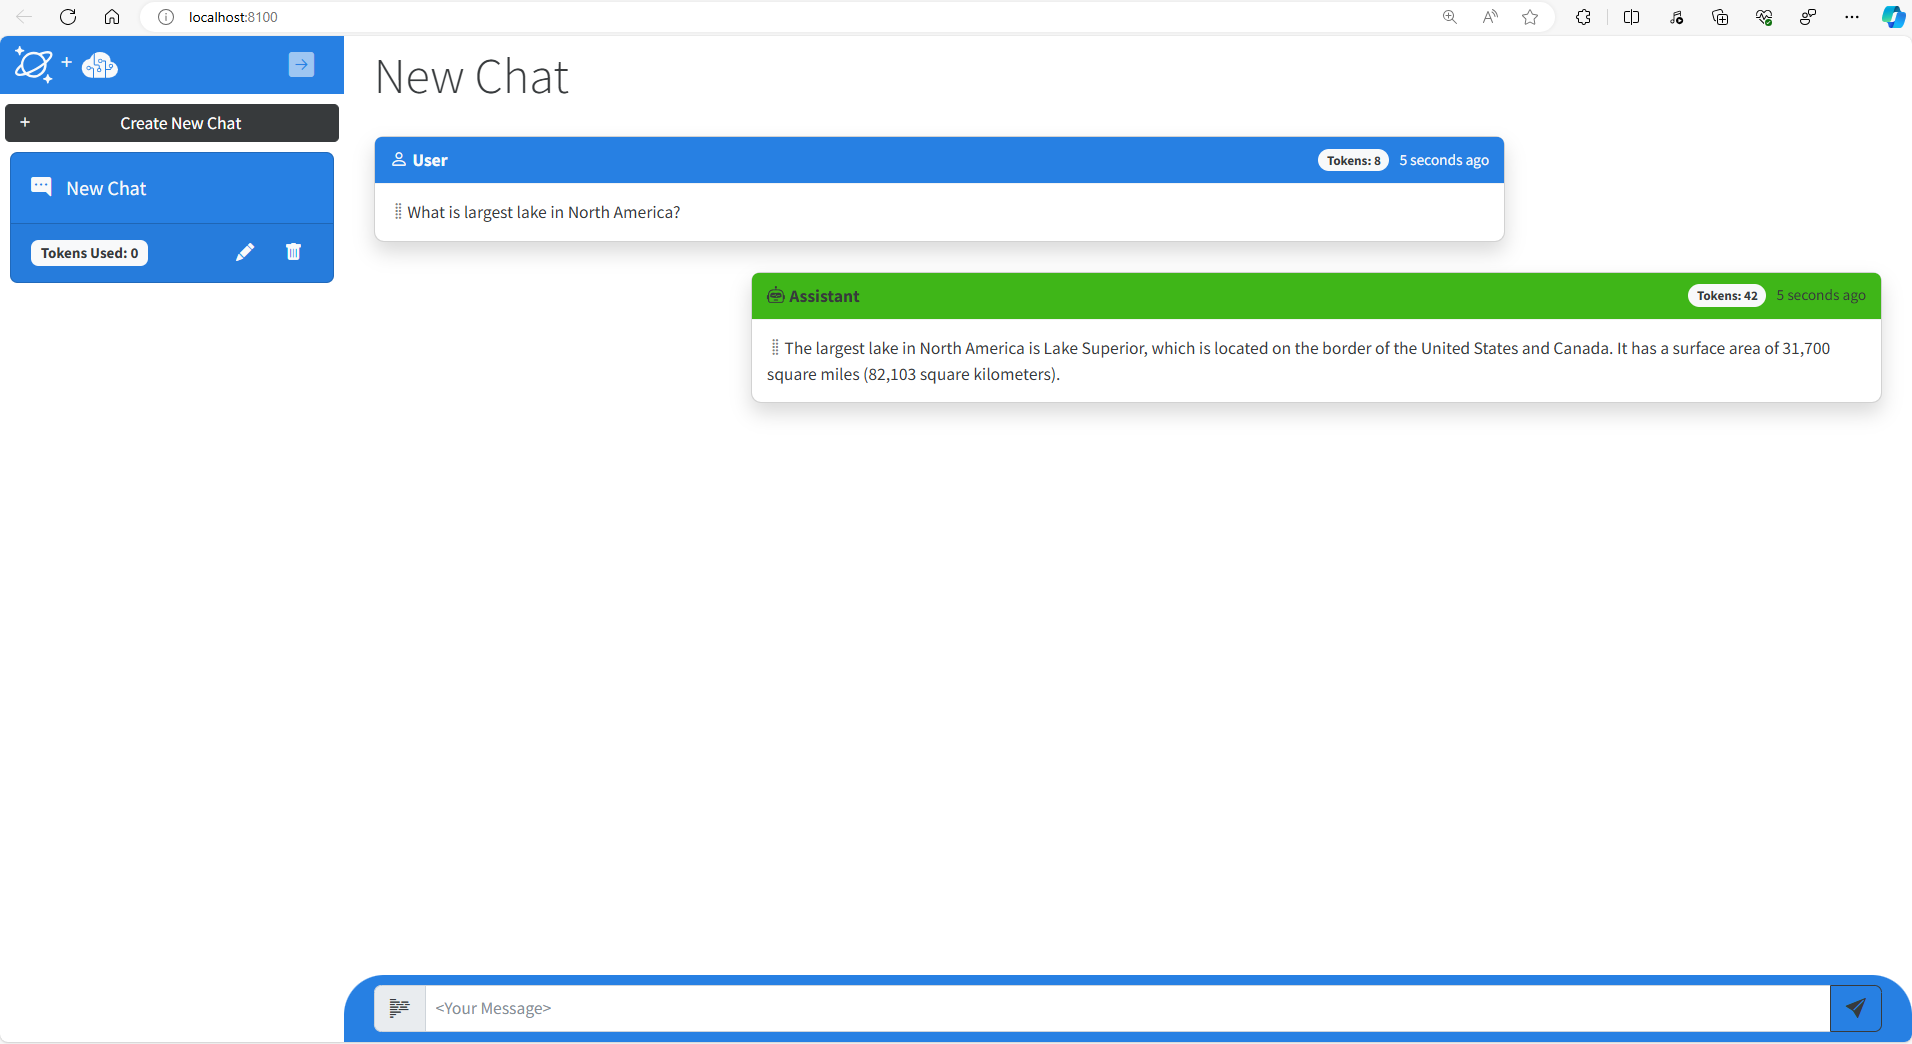 localhost:8100
+
New Chat
+ Create New Chat
User Tokens: 8 5 seconds ago
New Chat
What is largest lake in North America?
Tokens Used: 0
Assistant Tokens: 42 5 seconds ago
The largest lake in North America is Lake Superior, which is located on the border of the United States and Canada. It has a surface area of 31,700
square miles (82,103 square kilometers).
<Your Message>